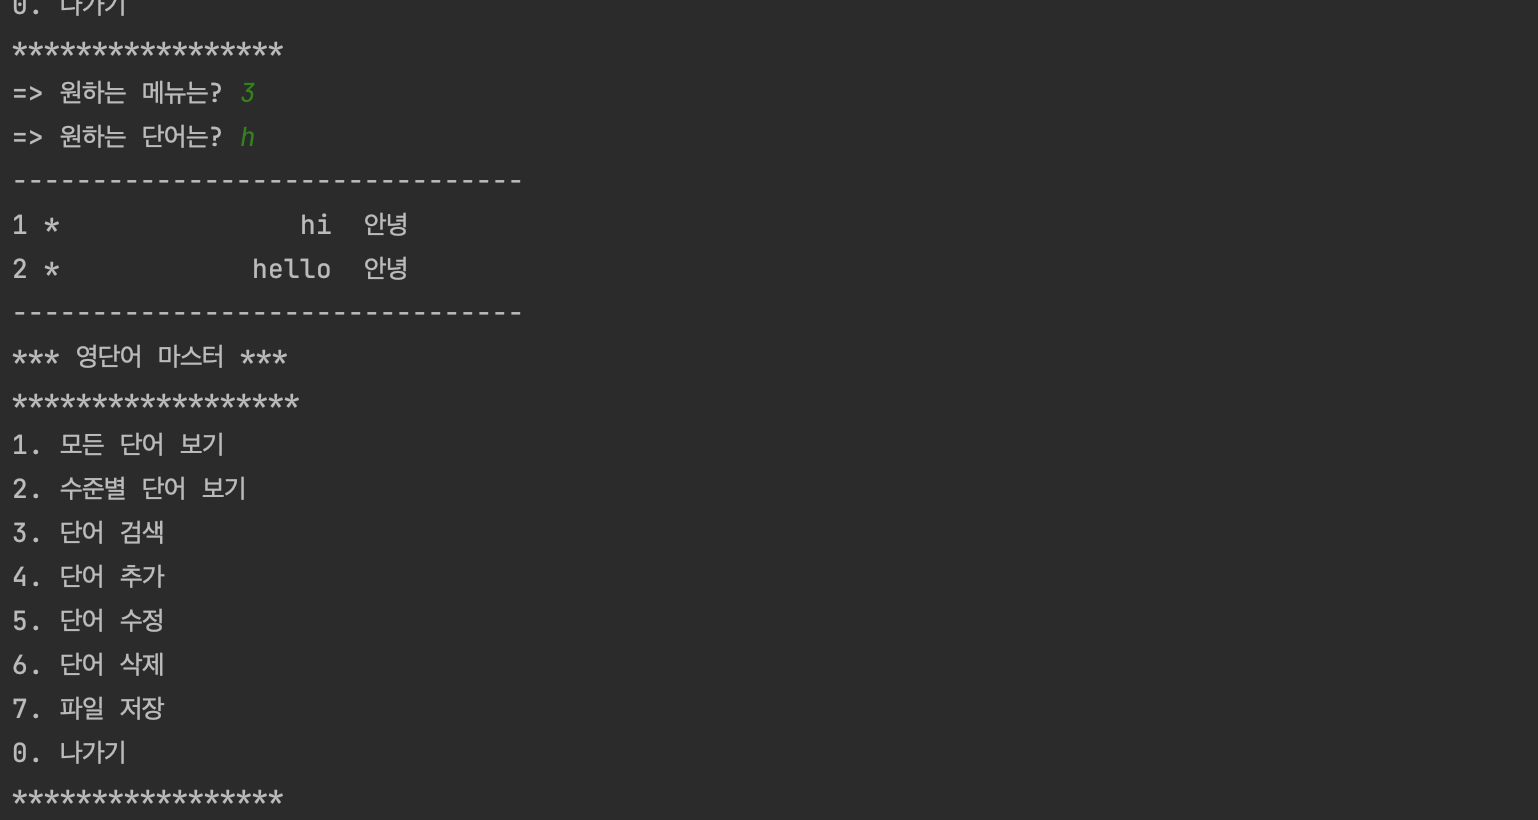 0. 나가기
*****************
=> 원하는 메뉴는? 3
=> 원하는 단어는? h
--------------------------------
1 *               hi  안녕
2 *            hello  안녕
--------------------------------
*** 영단어 마스터 ***
******************
1. 모든 단어 보기
2. 수준별 단어 보기
3. 단어 검색
4. 단어 추가
5. 단어 수정
6. 단어 삭제
7. 파일 저장
0. 나가기
*****************